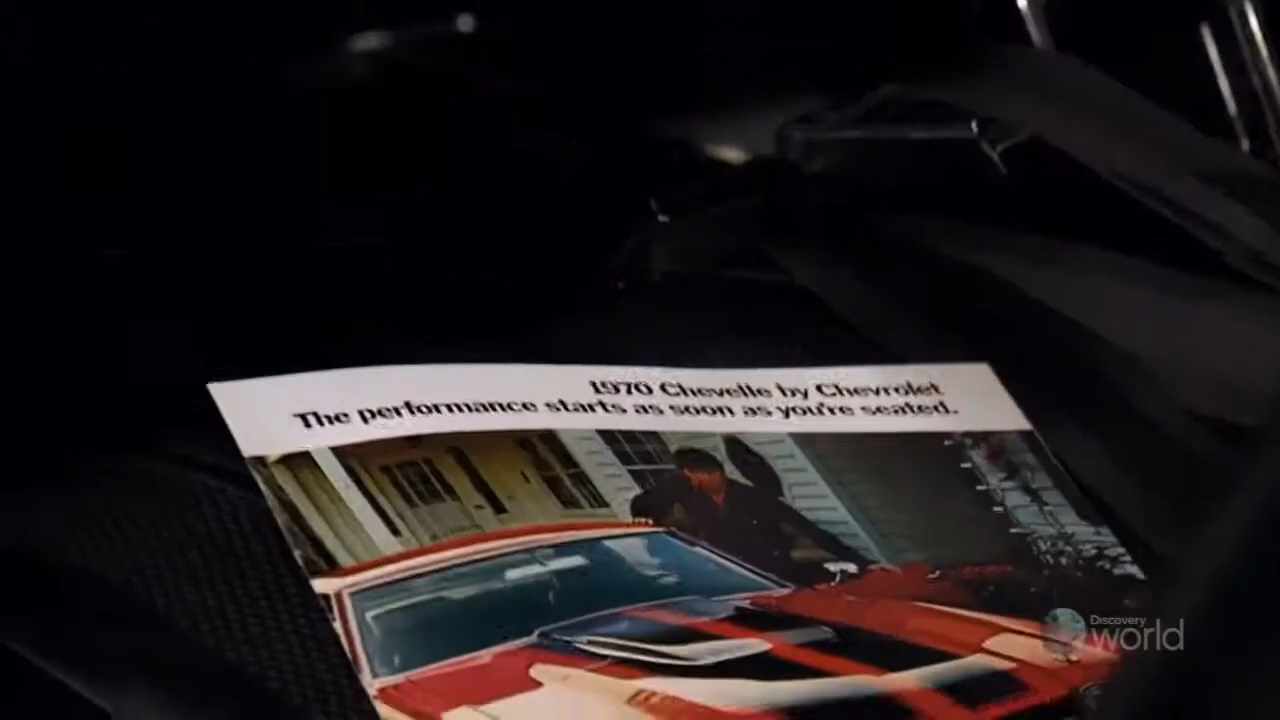 1970 Chevelle by Chevrolet
The performance starts as soon as you're seated.
Discovery
world